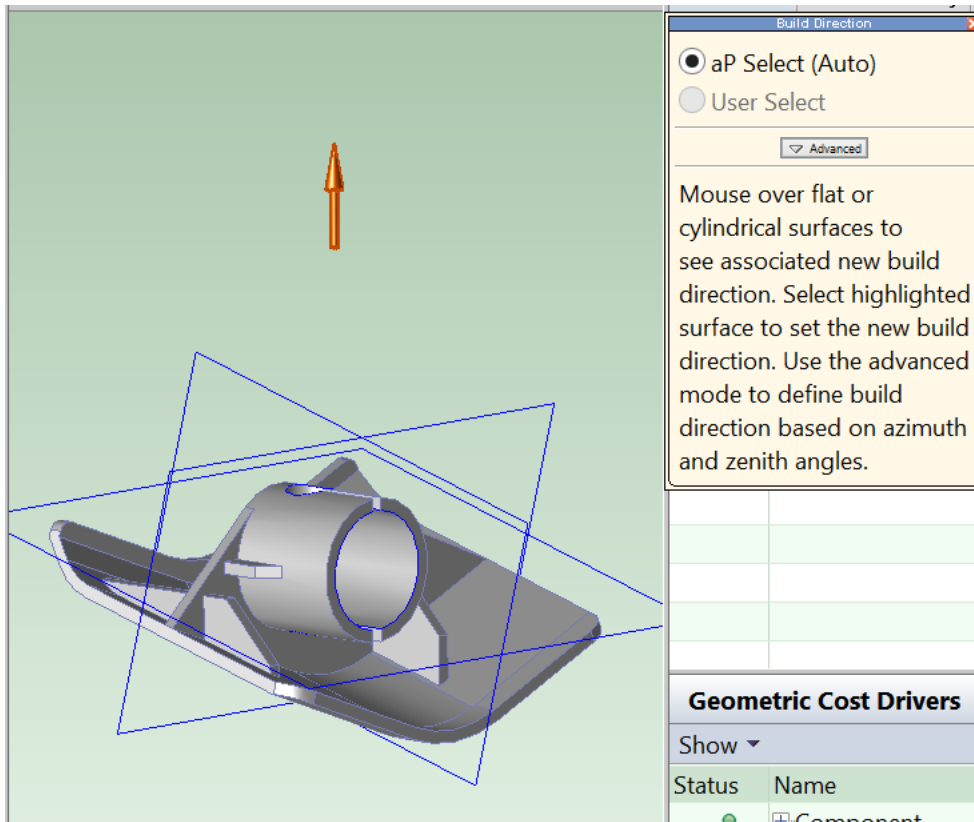 Build Direction
aP Select (Auto)
User Select
Advanced
Mouse over flat or
cylindrical surfaces to
see associated new build
direction. Select highlighted
surface to set the new build
direction. Use the advanced
mode to define build
direction based on azimuth
and zenith angles.
Geometric Cost Drivers
Show
Status Name
Component